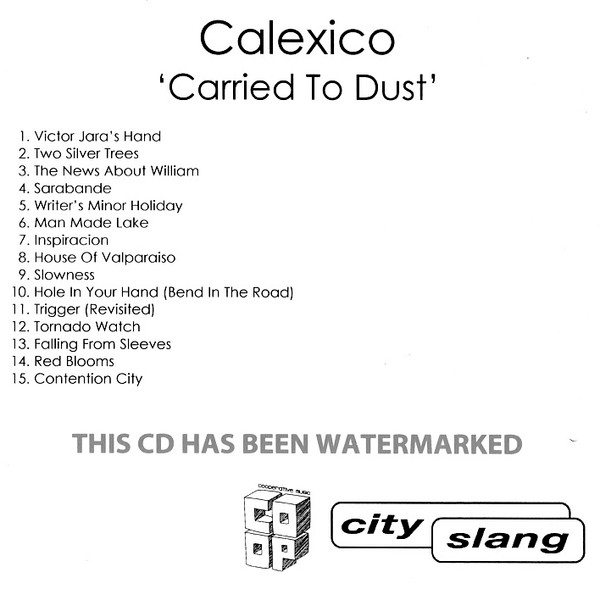 Calexico
‘Carried To Dust’
1. Victor Jara’s Hand
2. Two Silver Trees
3. The News About William
4. Sarabande
5. Writer’s Minor Holiday
6. Man Made Lake
7. Inspiracion
8. House Of Valparaiso
9. Slowness
10. Hole In Your Hand (Bend In The Road)
11. Trigger (Revisited)
12. Tornado Watch
13. Falling From Sleeves
14. Red Blooms
15. Contention City
THIS CD HAS BEEN WATERMARKED
cooperative music
CO
OP
city
slang